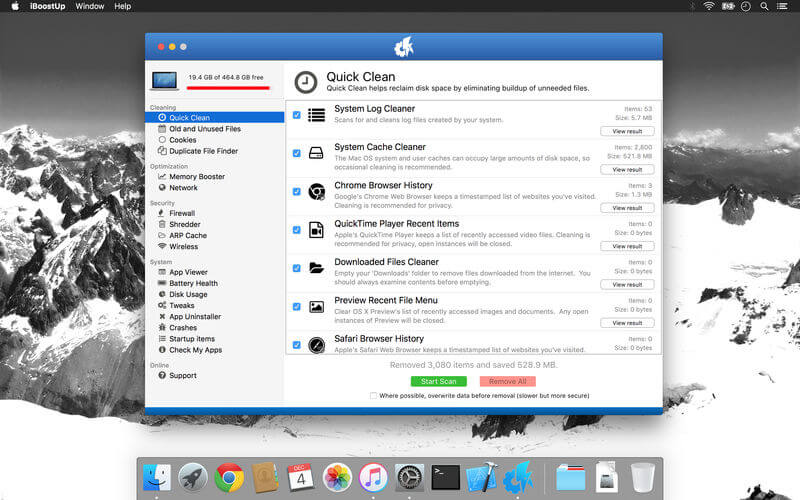 iBoostUp Window Help
19.4 GB of 464.8 GB free
Cleaning
Quick Clean
Old and Unused Files
Cookies
Duplicate File Finder
Optimization
Memory Booster
Network
Security
Firewall
Shredder
ARP Cache
Wireless
System
App Viewer
Battery Health
Disk Usage
Tweaks
App Uninstaller
Crashes
Startup items
Check My Apps
Online
Support
Quick Clean
Quick Clean helps reclaim disk space by eliminating buildup of unneeded files.
System Log Cleaner
Scans for and cleans log files created by your system.
Items: 53
Size: 5.7 MB
View result
System Cache Cleaner
The Mac OS system and user caches can occupy large amounts of disk space, so
occasional cleaning is recommended.
Items: 2,800
Size: 521.8 MB
View result
Chrome Browser History
Google's Chrome Web Browser keeps a timestamped list of websites you've visited.
Cleaning is recommended for privacy.
Items: 3
Size: 1.3 MB
View result
QuickTime Player Recent Items
Apple's QuickTime Player keeps a list of recently accessed video files. Cleaning is
recommended for privacy, open instances will be closed.
Items: 0
Size: 0 bytes
View result
Downloaded Files Cleaner
Empty your 'Downloads' folder to remove files downloaded from the internet. You
should always examine contents before emptying.
Items: 0
Size: 0 bytes
View result
Preview Recent File Menu
Clear OS X Preview's list of recently accessed images and documents. Any open
instances of Preview will be closed.
Items: 0
Size: 0 bytes
View result
Safari Browser History
Apple's Safari Web Browser keeps a timestamped list of websites you've visited.
Items: 0
Size: 0 bytes
Removed 3,080 items and saved 528.9 MB.
Start Scan
Remove All
Where possible, overwrite data before removal (slower but more secure)
DEC
4